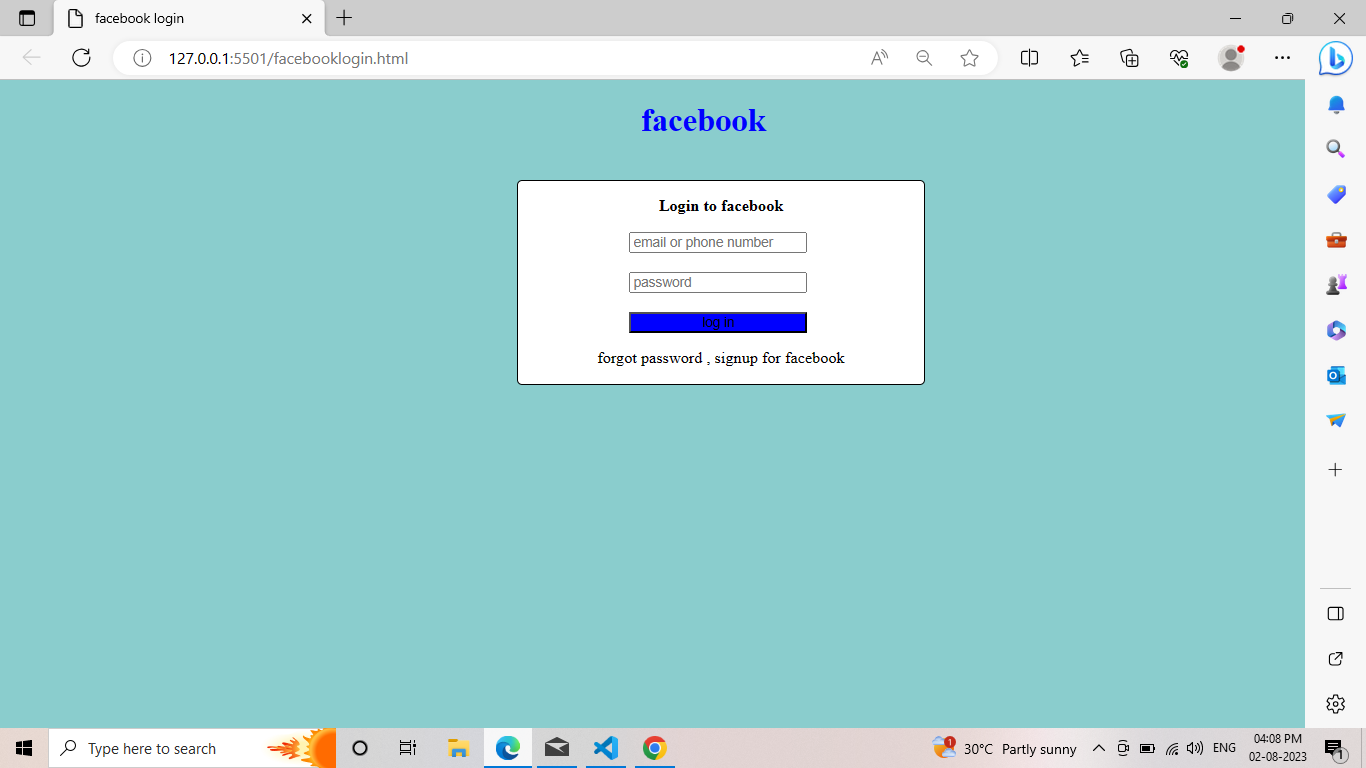 facebook login
127.0.0.1:5501/facebooklogin.html
facebook
Login to facebook
email or phone number
password
log in
forgot password , signup for facebook
Type here to search
1
30°C Partly sunny
ENG
04:08 PM
02-08-2023
1